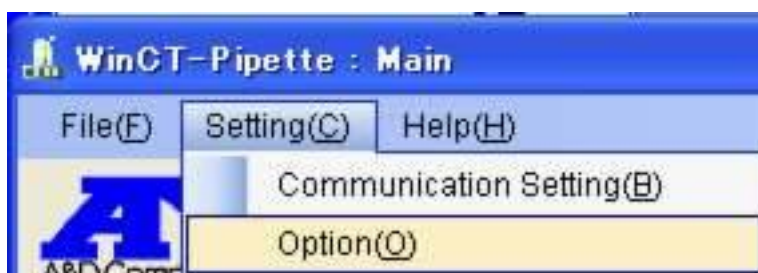 WinCT-Pipette : Main
File(F) Setting(C) Help(H)
Communication Setting(B)
Option(O)